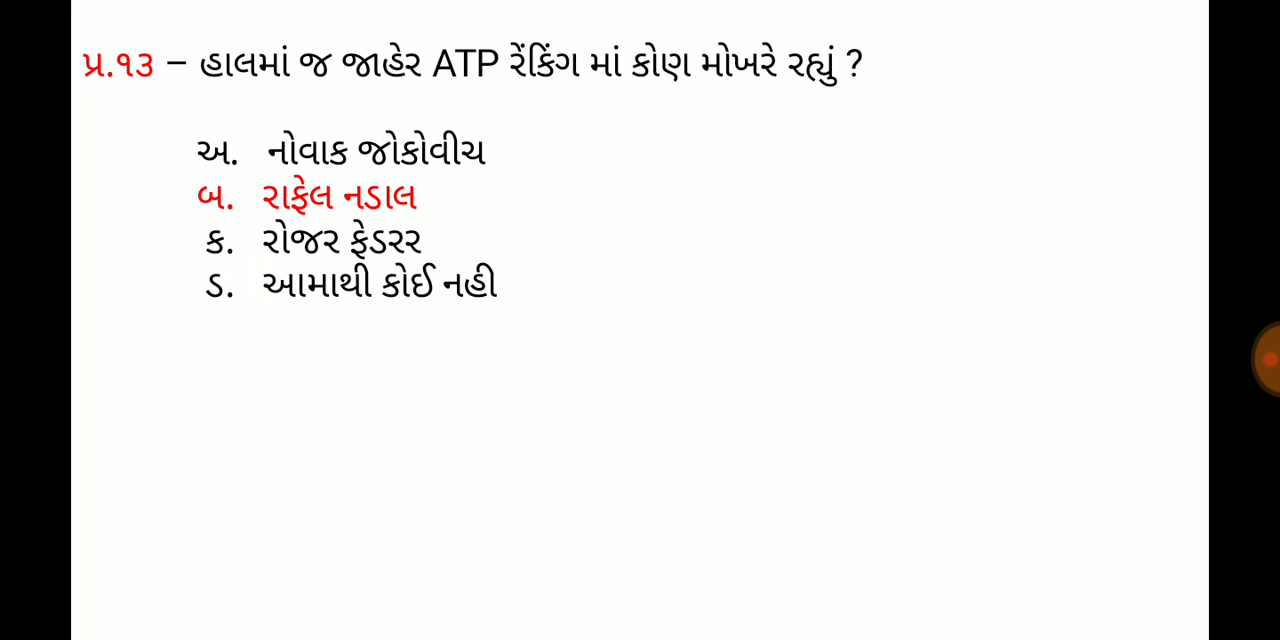 પ્ર.૧૩ – હાલમાં જ જાહેર ATP રેંકિંગ માં કોણ મોખરે રહ્યું ?
અ. નોવાક જોકોવીચ
બ. રાફેલ નડાલ
ક. રોજર ફેડરર
ડ. આમાથી કોઈ નહી